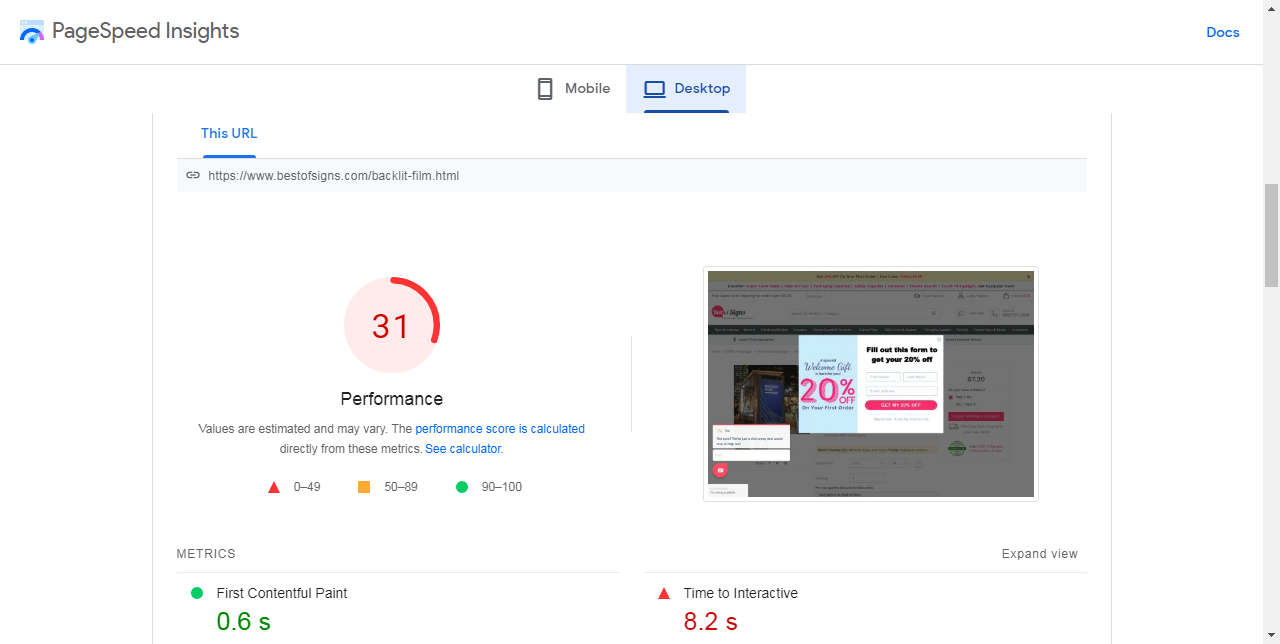 PageSpeed Insights
Docs
Mobile
Desktop
This URL
https://www.bestofsigns.com/backlit-film.html
31
Performance
Values are estimated and may vary. The performance score is calculated
directly from these metrics. See calculator.
0–49
50–89
90–100
A special
Welcome Gift
20%
OFF
On Your First Order
Fill out this form to
get your 20% off
GET MY 20% OFF
$7.20
METRICS
Expand view
First Contentful Paint
0.6 s
Time to Interactive
8.2 s